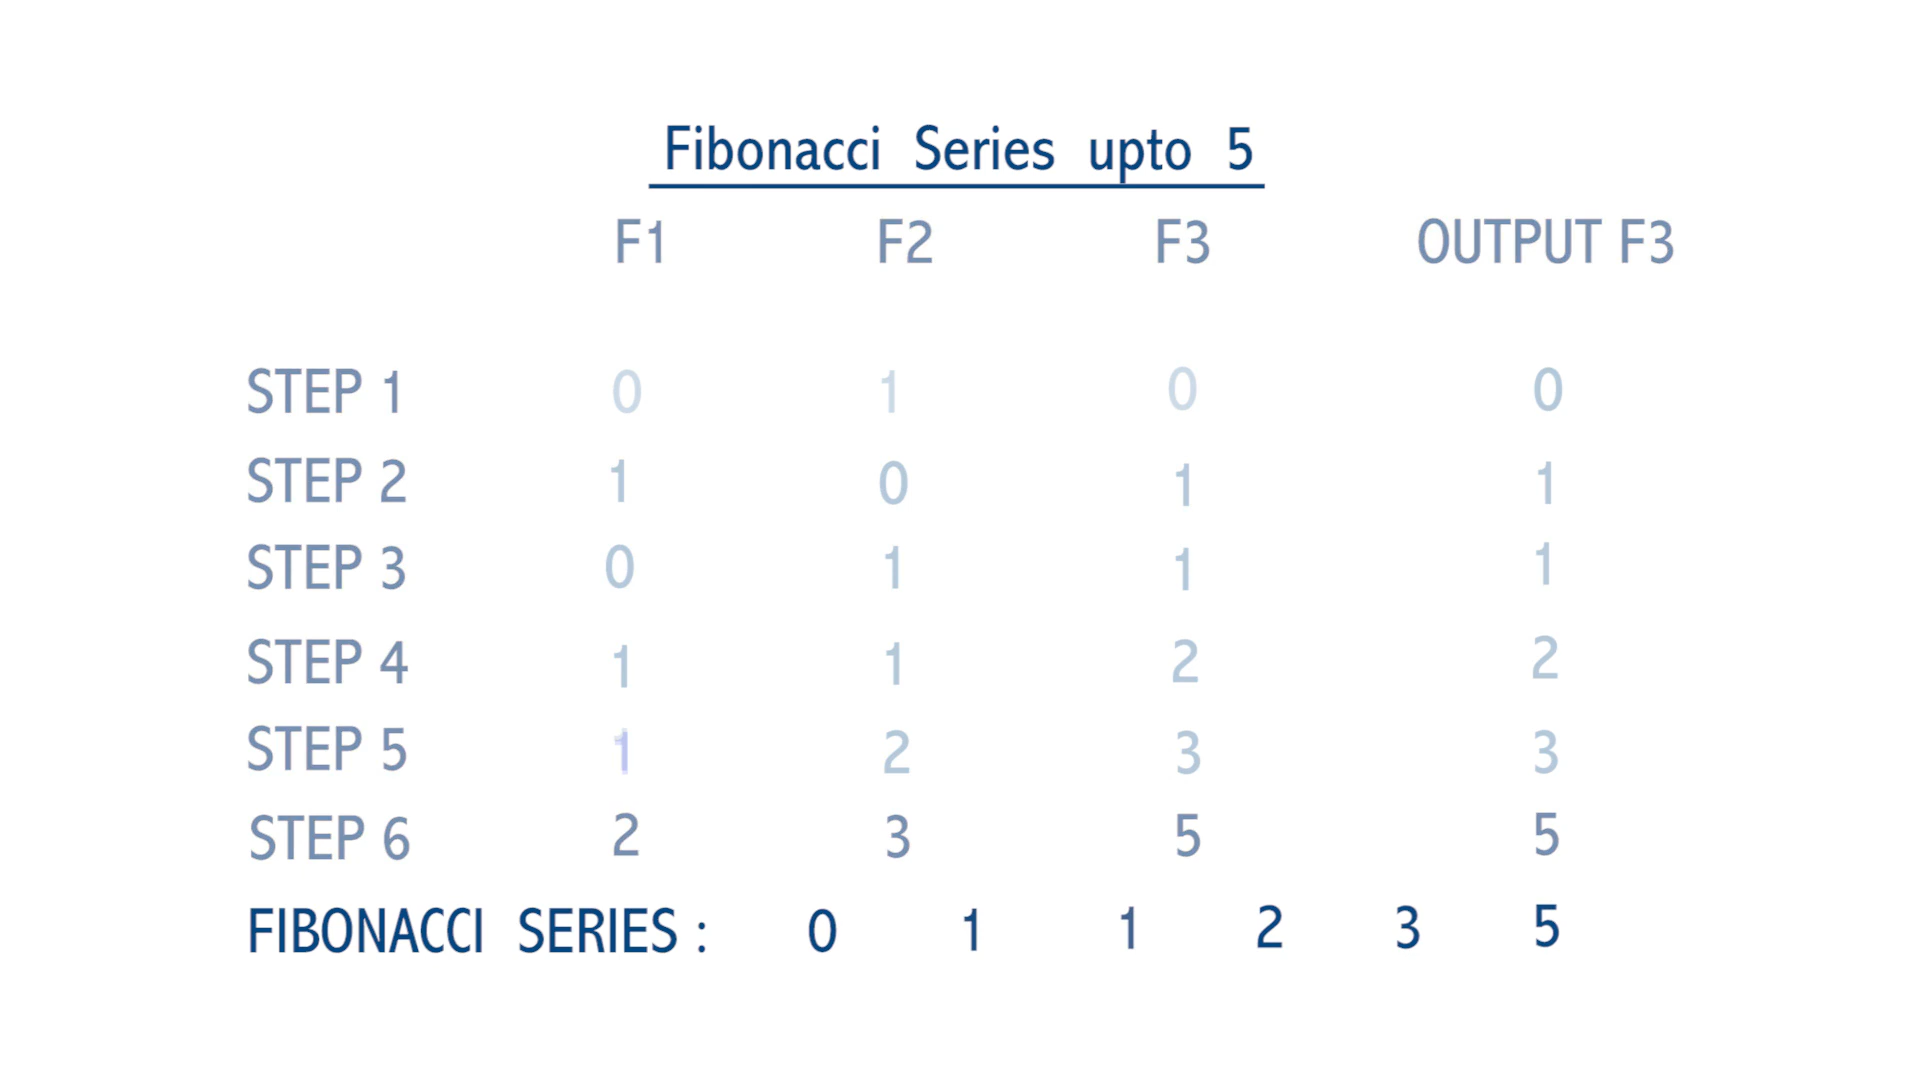 Fibonacci Series upto 5
F1 F2 F3 OUTPUT F3
STEP 1 0 1 0 0
STEP 2 1 0 1 1
STEP 3 0 1 1 1
STEP 4 1 1 2 2
STEP 5 1 2 3 3
STEP 6 2 3 5 5
FIBONACCI SERIES : 0 1 1 2 3 5